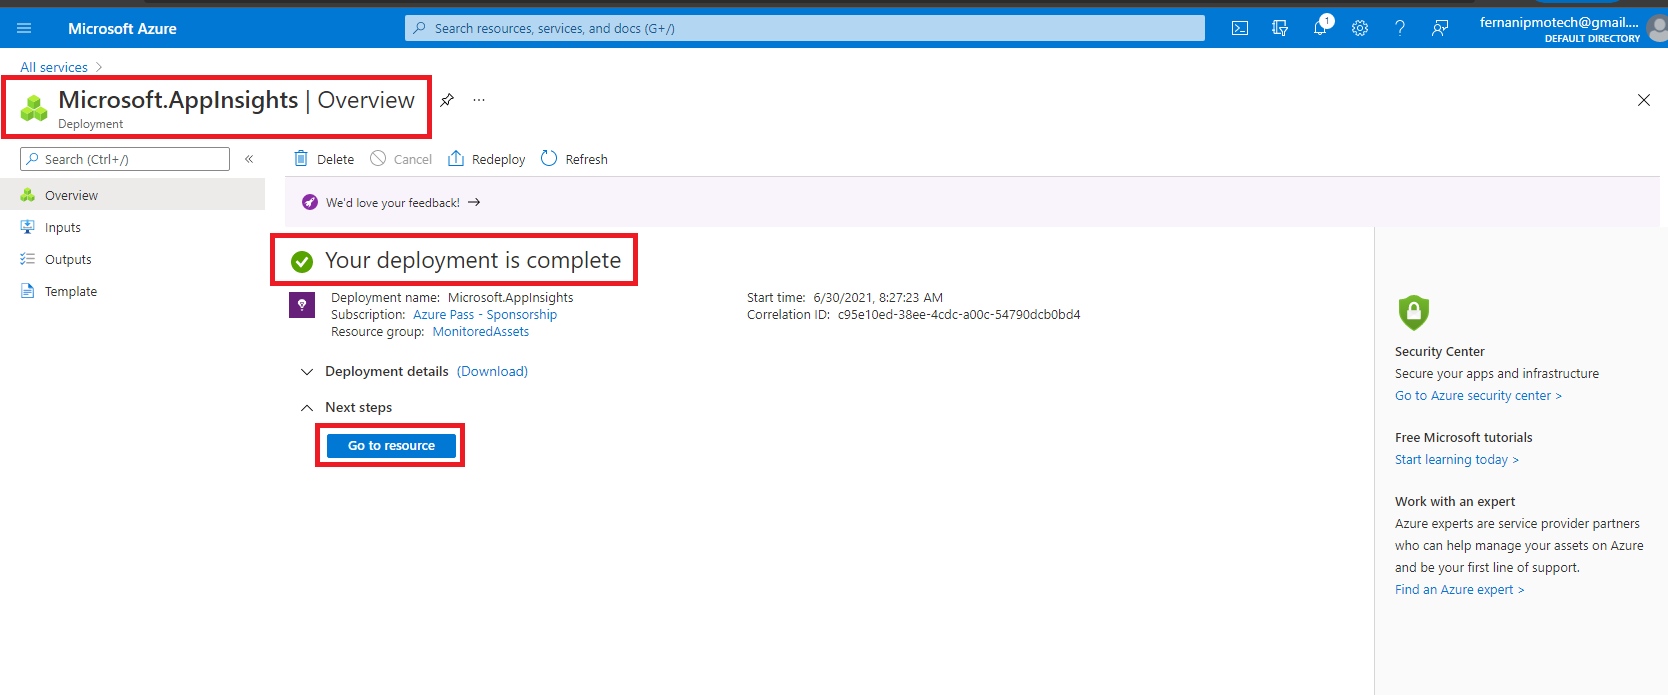 Microsoft Azure
Search resources, services, and docs (G+/)
1
fernanipmotech@gmail....
DEFAULT DIRECTORY
All services >
Microsoft.AppInsights | Overview
Deployment
...
Search (Ctrl+/)
«
Delete
Cancel
Redeploy
Refresh
Overview
Inputs
Outputs
Template
We'd love your feedback! →
Your deployment is complete
Deployment name: Microsoft.AppInsights
Subscription: Azure Pass - Sponsorship
Resource group: MonitoredAssets
Start time: 6/30/2021, 8:27:23 AM
Correlation ID: c95e10ed-38ee-4cdc-a00c-54790dcb0bd4
Deployment details (Download)
Next steps
Go to resource
Security Center
Secure your apps and infrastructure
Go to Azure security center >
Free Microsoft tutorials
Start learning today >
Work with an expert
Azure experts are service provider partners
who can help manage your assets on Azure
and be your first line of support.
Find an Azure expert >